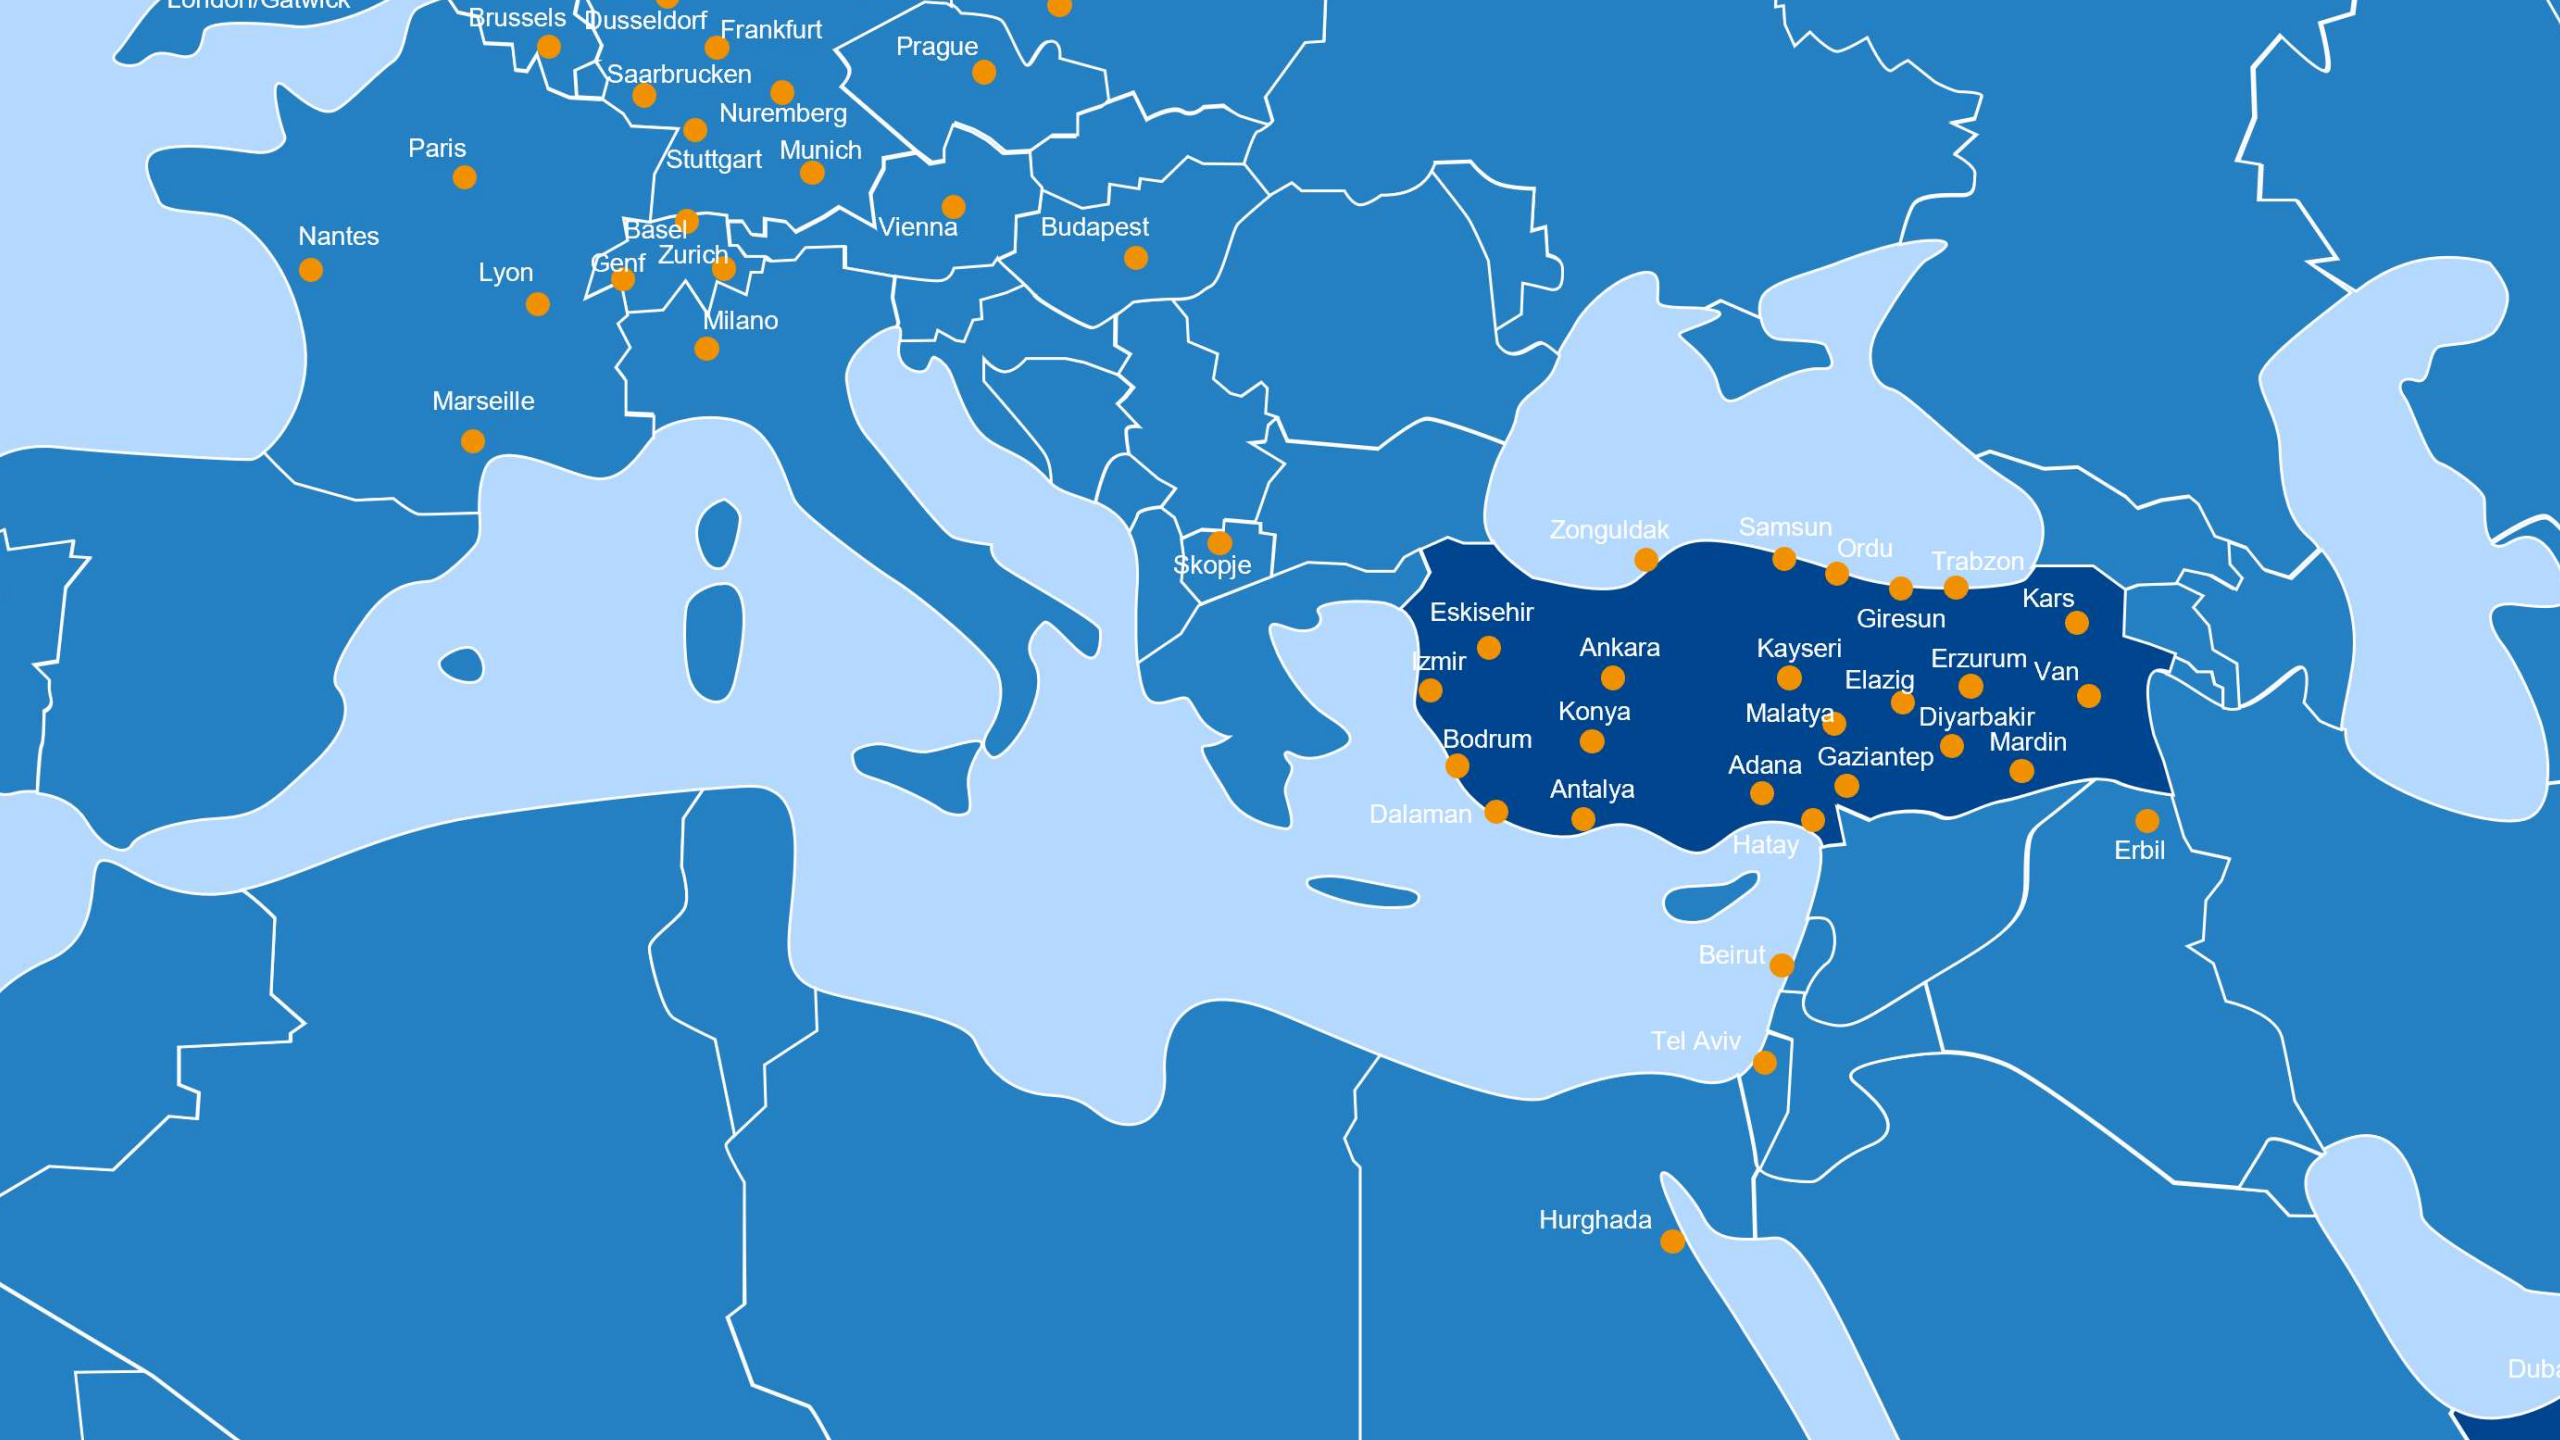 London/Gatwick
Brussels
Dusseldorf
Frankfurt
Prague
Saarbrucken
Nuremberg
Paris
Stuttgart
Munich
Nantes
Basel
Vienna
Budapest
Genf
Zurich
Lyon
Milano
Marseille
Zonguldak
Samsun
Ordu
Trabzon
Skopje
Kars
Eskisehir
Giresun
Izmir
Ankara
Kayseri
Erzurum
Van
Elazig
Konya
Malatya
Diyarbakir
Bodrum
Mardin
Adana
Gaziantep
Antalya
Dalaman
Hatay
Erbil
Beirut
Tel Aviv
Hurghada